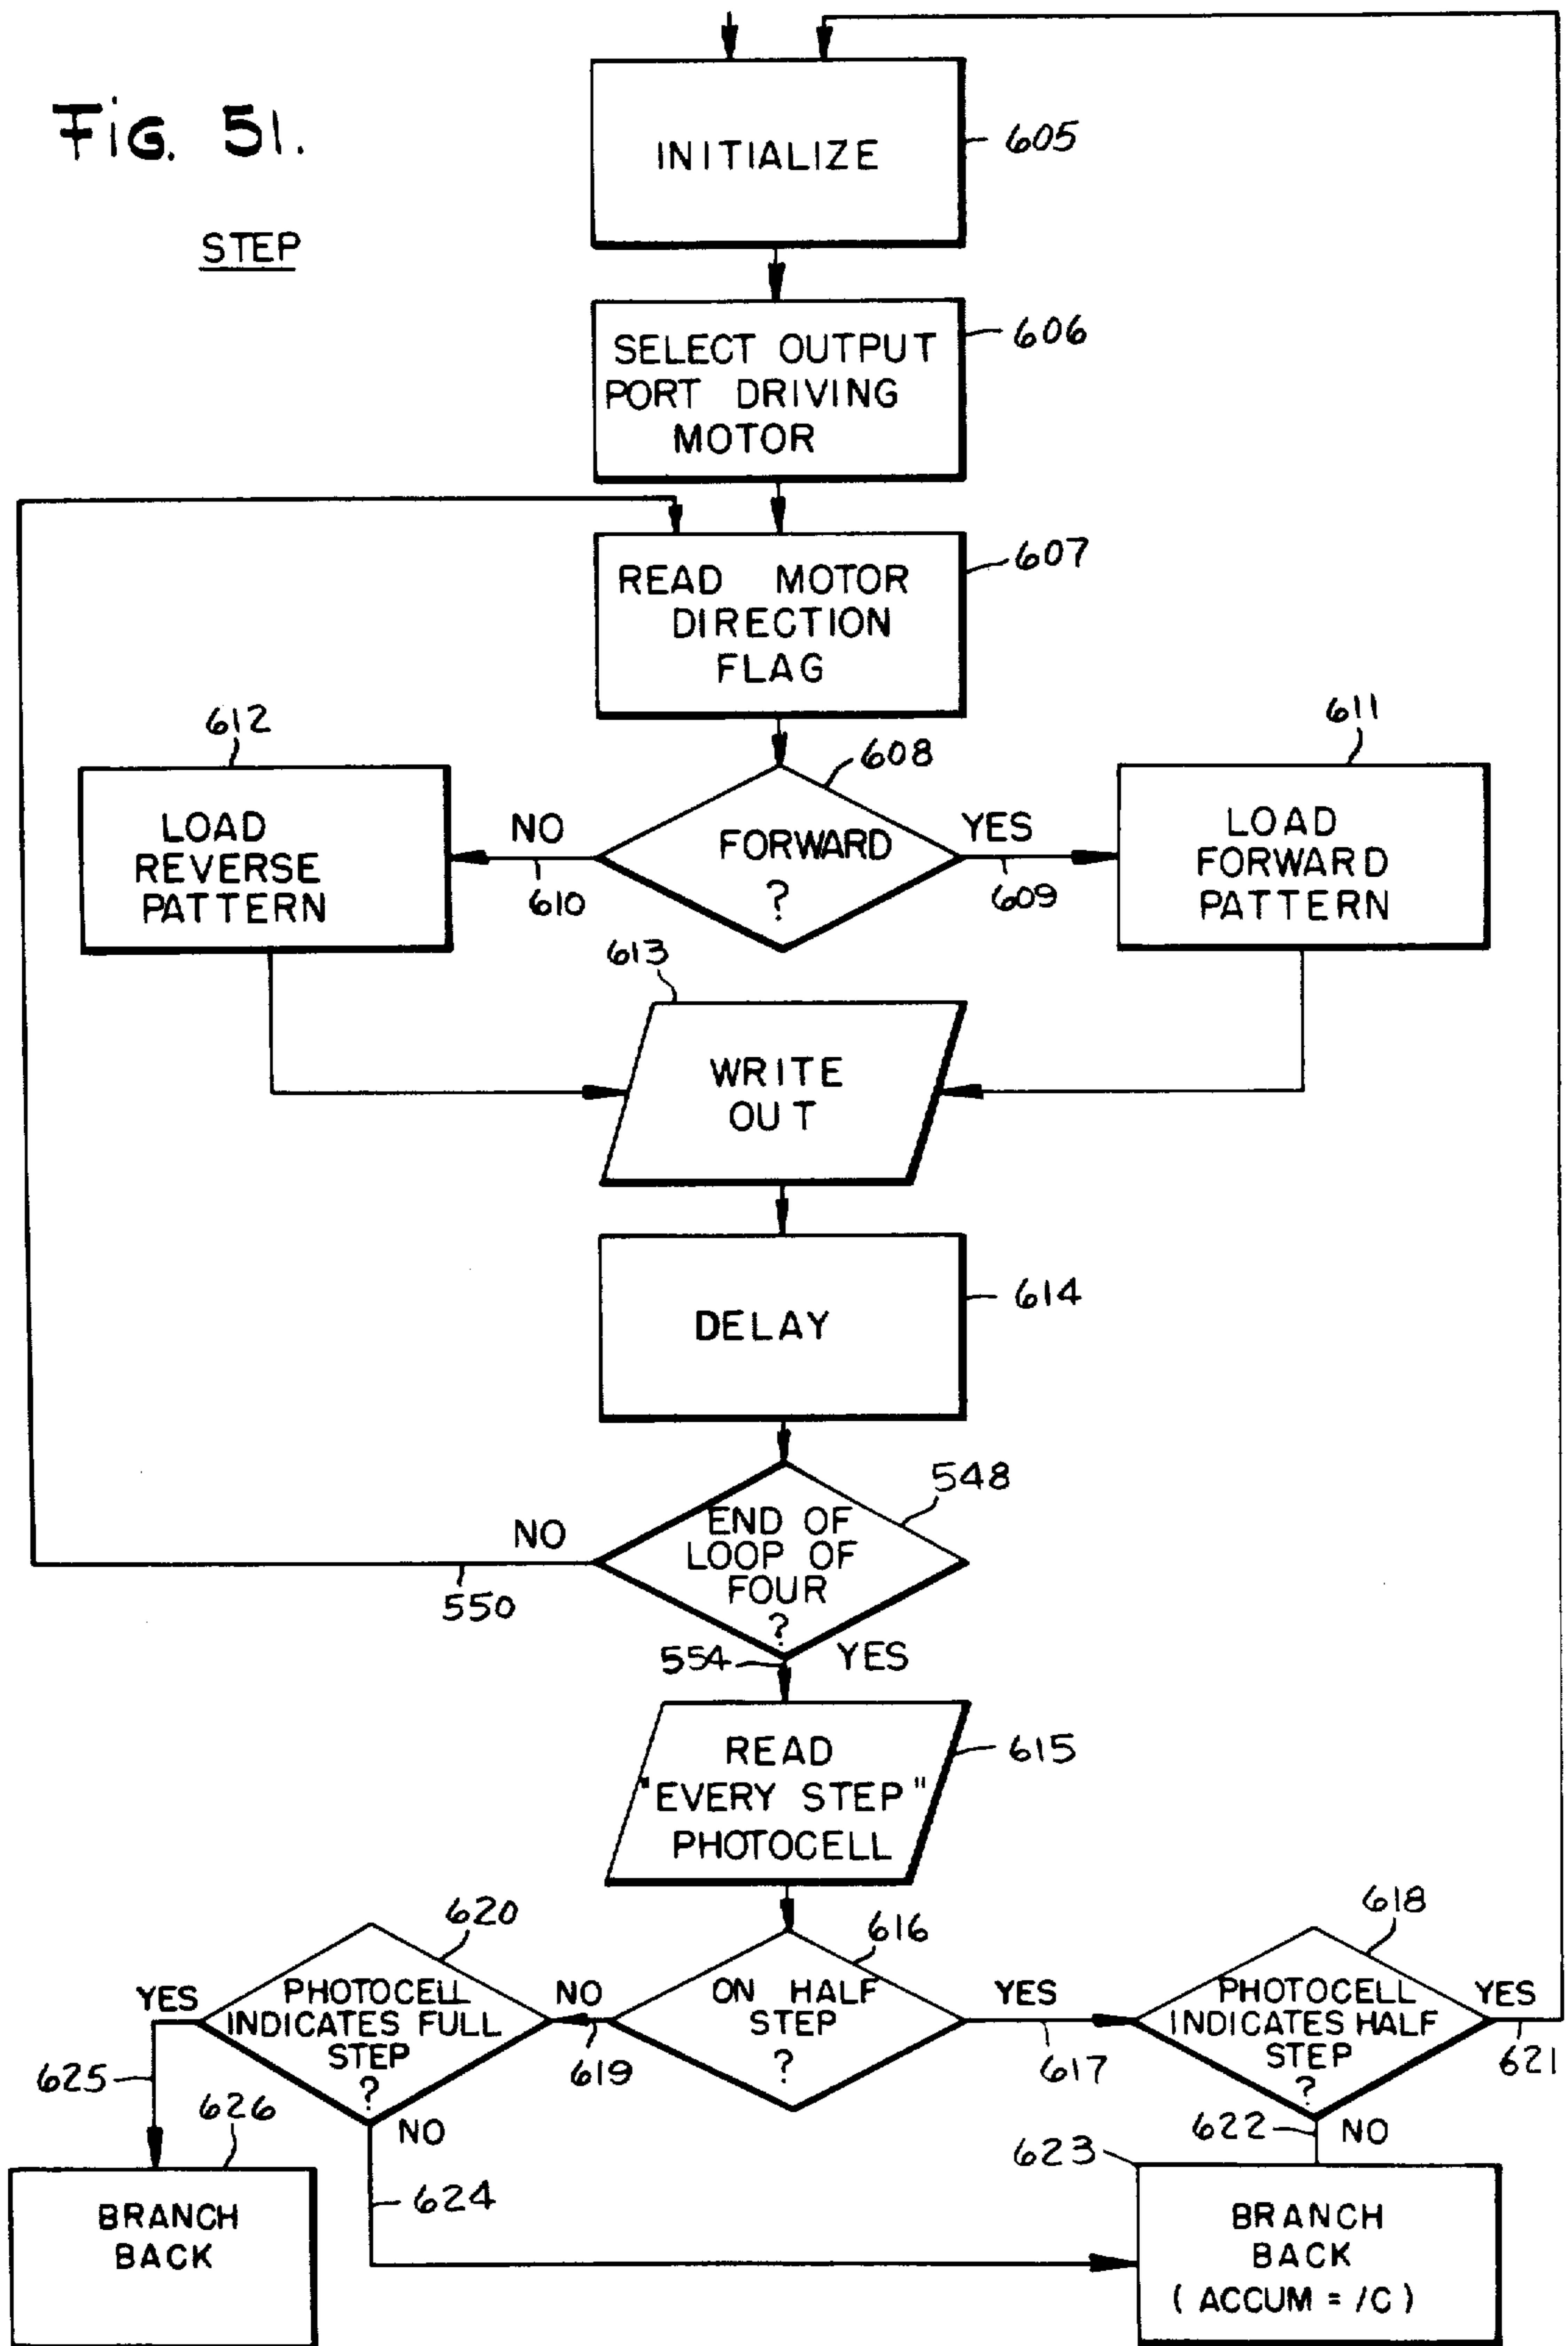 Fig. 51.
STEP
INITIALIZE
605
SELECT OUTPUT
PORT DRIVING
MOTOR
606
READ MOTOR
DIRECTION
FLAG
607
612
611
608
LOAD
REVERSE
PATTERN
NO
610
FORWARD
?
YES
609
LOAD
FORWARD
PATTERN
613
WRITE
OUT
DELAY
614
548
END OF
LOOP OF
FOUR
?
NO
550
554
YES
READ
"EVERY STEP"
PHOTOCELL
615
620
616
618
YES
PHOTOCELL
INDICATES FULL
STEP
?
NO
619
ON HALF
STEP
?
YES
617
PHOTOCELL
INDICATES HALF
STEP
?
YES
621
625
626
NO
624
622
NO
623
BRANCH
BACK
BRANCH
BACK
(ACCUM = /C)